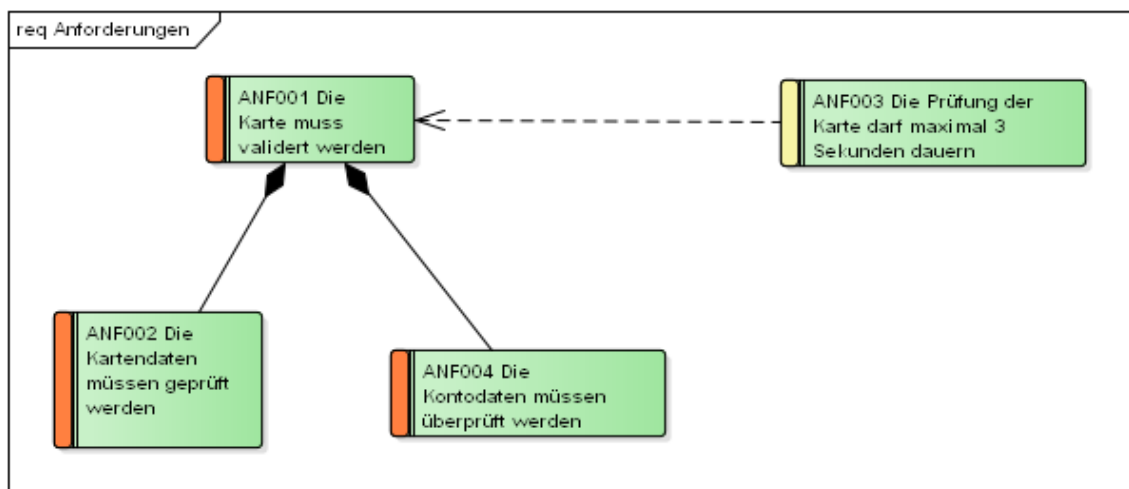 req Anforderungen
ANF001 Die
Karte muss
validert werden
ANF003 Die Prüfung der
Karte darf maximal 3
Sekunden dauern
ANF002 Die
Kartendaten
müssen geprüft
werden
ANF004 Die
Kontodaten müssen
überprüft werden